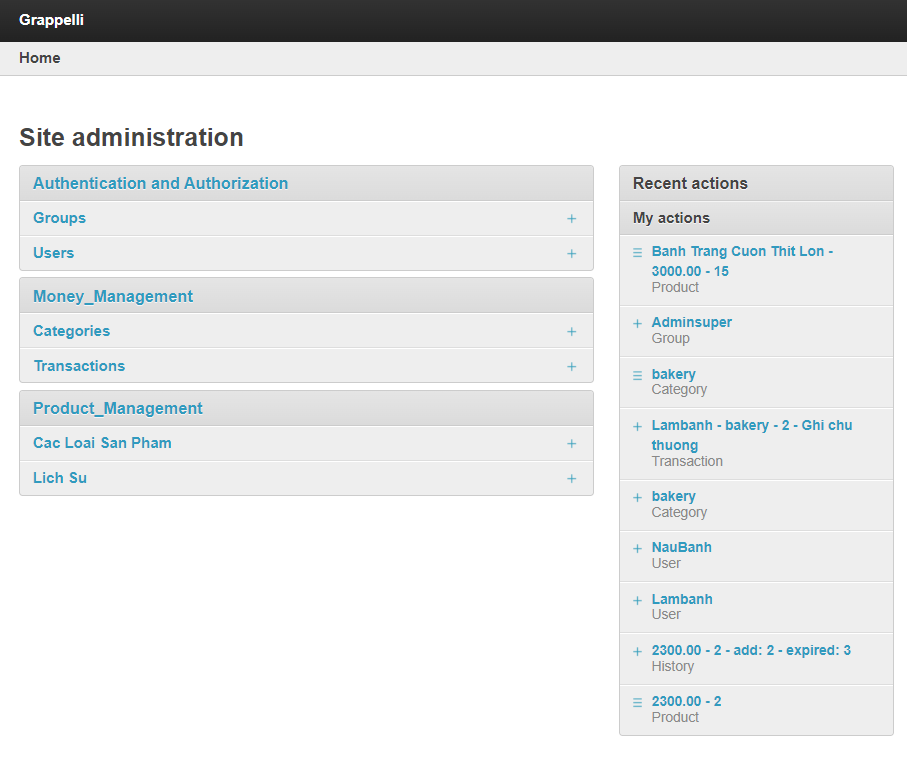 Grappelli
Home
Site administration
Authentication and Authorization
Groups
Users
Money_Management
Categories
Transactions
Product_Management
Cac Loai San Pham
Lich Su
Recent actions
My actions
Banh Trang Cuon Thit Lon -
3000.00 - 15
Product
Adminsuper
Group
bakery
Category
Lambanh - bakery - 2 - Ghi chu
thuong
Transaction
bakery
Category
NauBanh
User
Lambanh
User
2300.00 - 2 - add: 2 - expired: 3
History
2300.00 - 2
Product